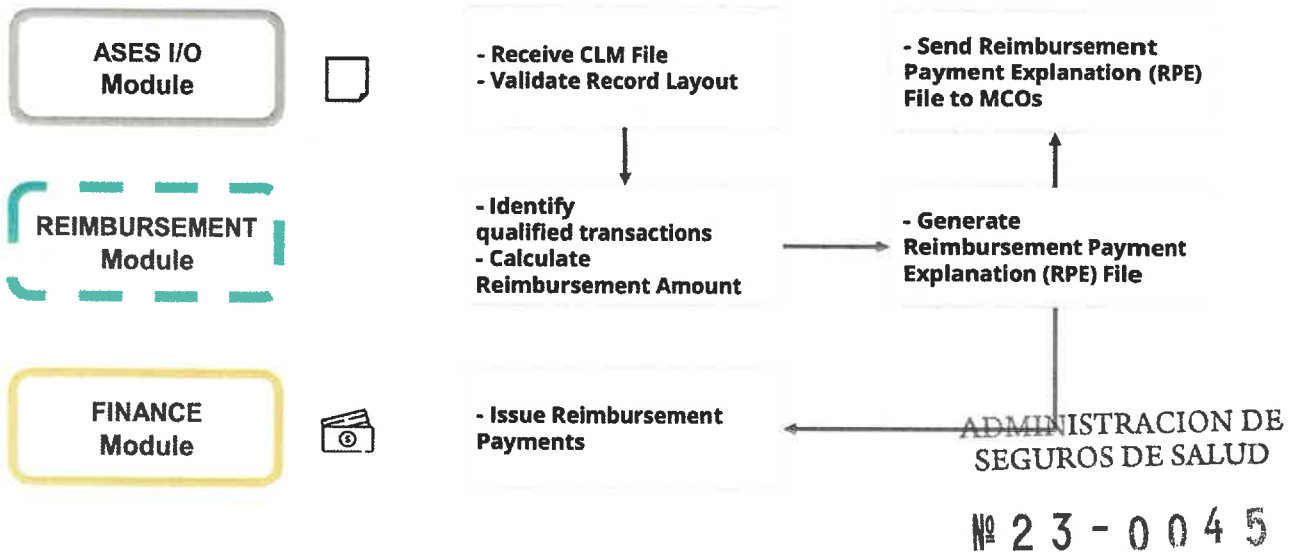 ASES I/O
Module
- Receive CLM File
- Validate Record Layout
- Send Reimbursement
Payment Explanation (RPE)
File to MCOs
REIMBURSEMENT
Module
- Identify
qualified transactions
- Calculate
Reimbursement Amount
- Generate
Reimbursement Payment
Explanation (RPE) File
FINANCE
Module
- Issue Reimbursement
Payments
ADMINISTRACION DE
SEGUROS DE SALUD
Nº 23-0045